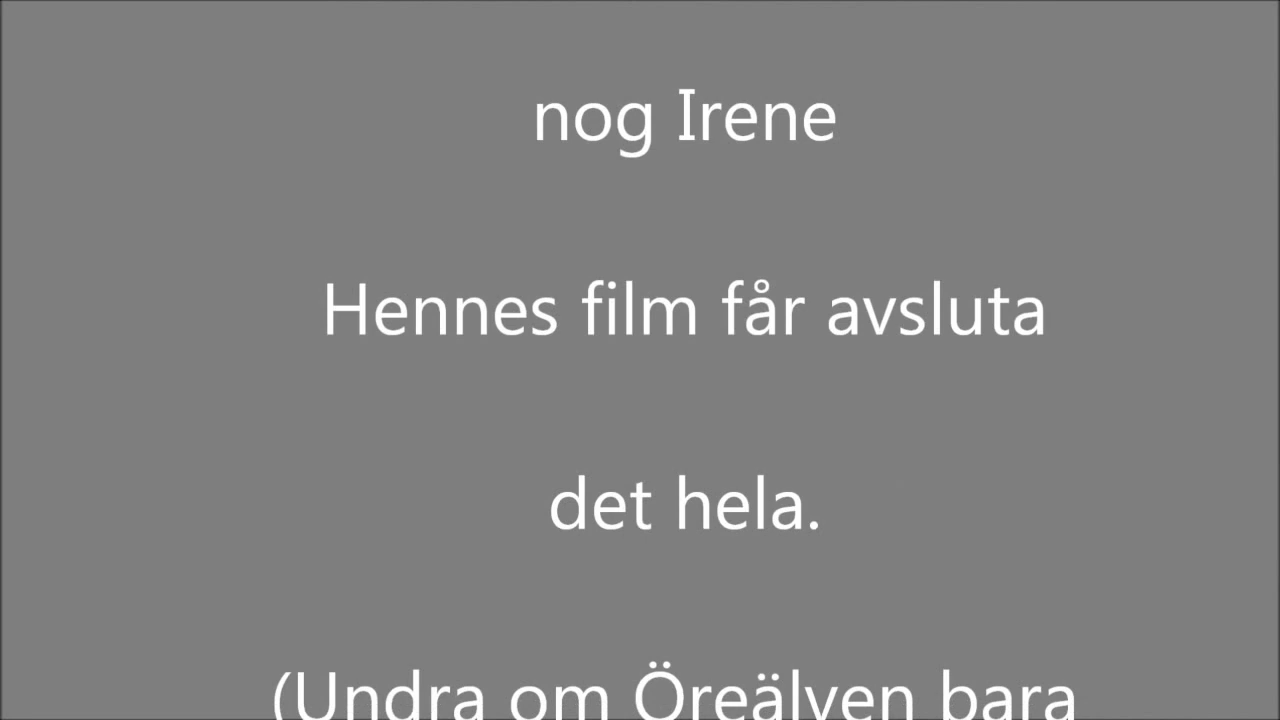 nog Irene
Hennes film får avsluta
det hela.
(Undra om Öreälven bara